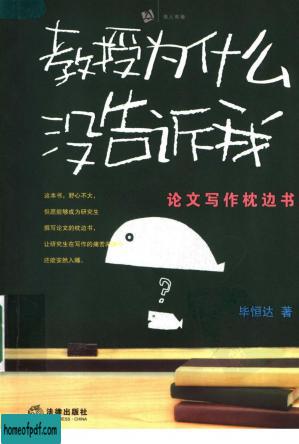 教授为什么
没告诉我
论文写作枕边书
这本书，野心不大，
但愿能够成为研究生
撰写论文的枕边书，
让研究生在写作的痛苦
还能安然入睡。
?
毕恒达 著
法律出版社
homeofpdf.com